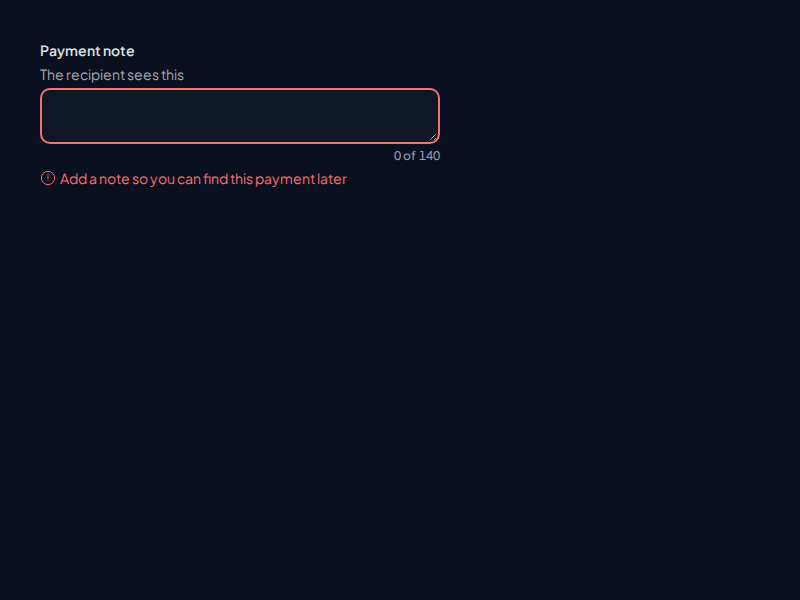 Payment note
The recipient sees this
0 of 140
Add a note so you can find this payment later